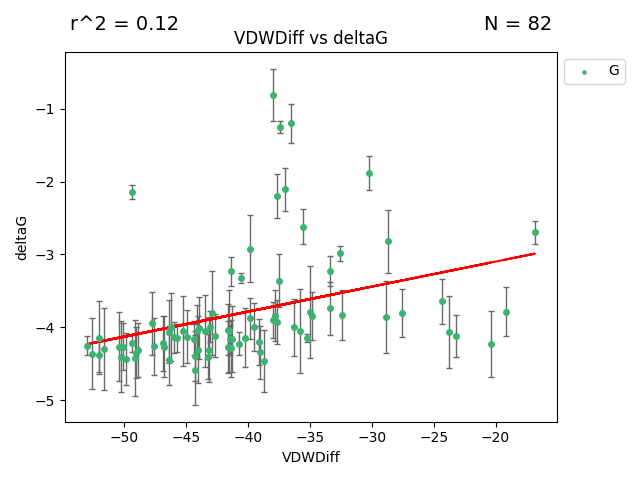 r^2 = 0.12
N = 82
VDWDiff vs deltaG
G
−1
−2
−3
−4
−5
deltaG
−50
−45
−40
−35
−30
−25
−20
VDWDiff